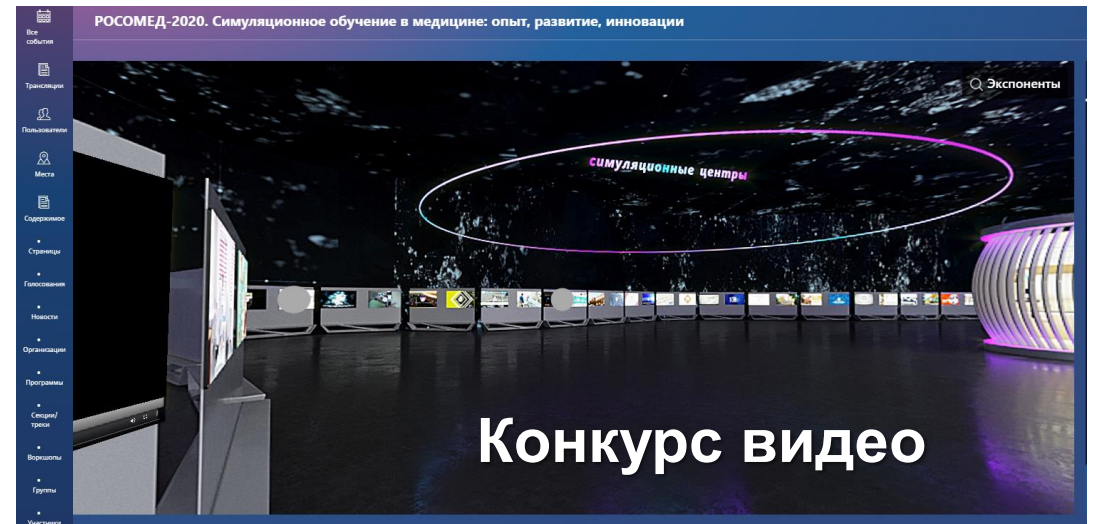 РОСОМЕД-2020. Симуляционное обучение в медицине: опыт, развитие, инновации
Все
события
Трансляции
Пользователи
Места
Содержимое
Страницы
Голосования
Новости
Организации
Программы
Секции/
треки
Воркшопы
Группы
Участники
Экспоненты
симуляционные центры
Конкурс видео